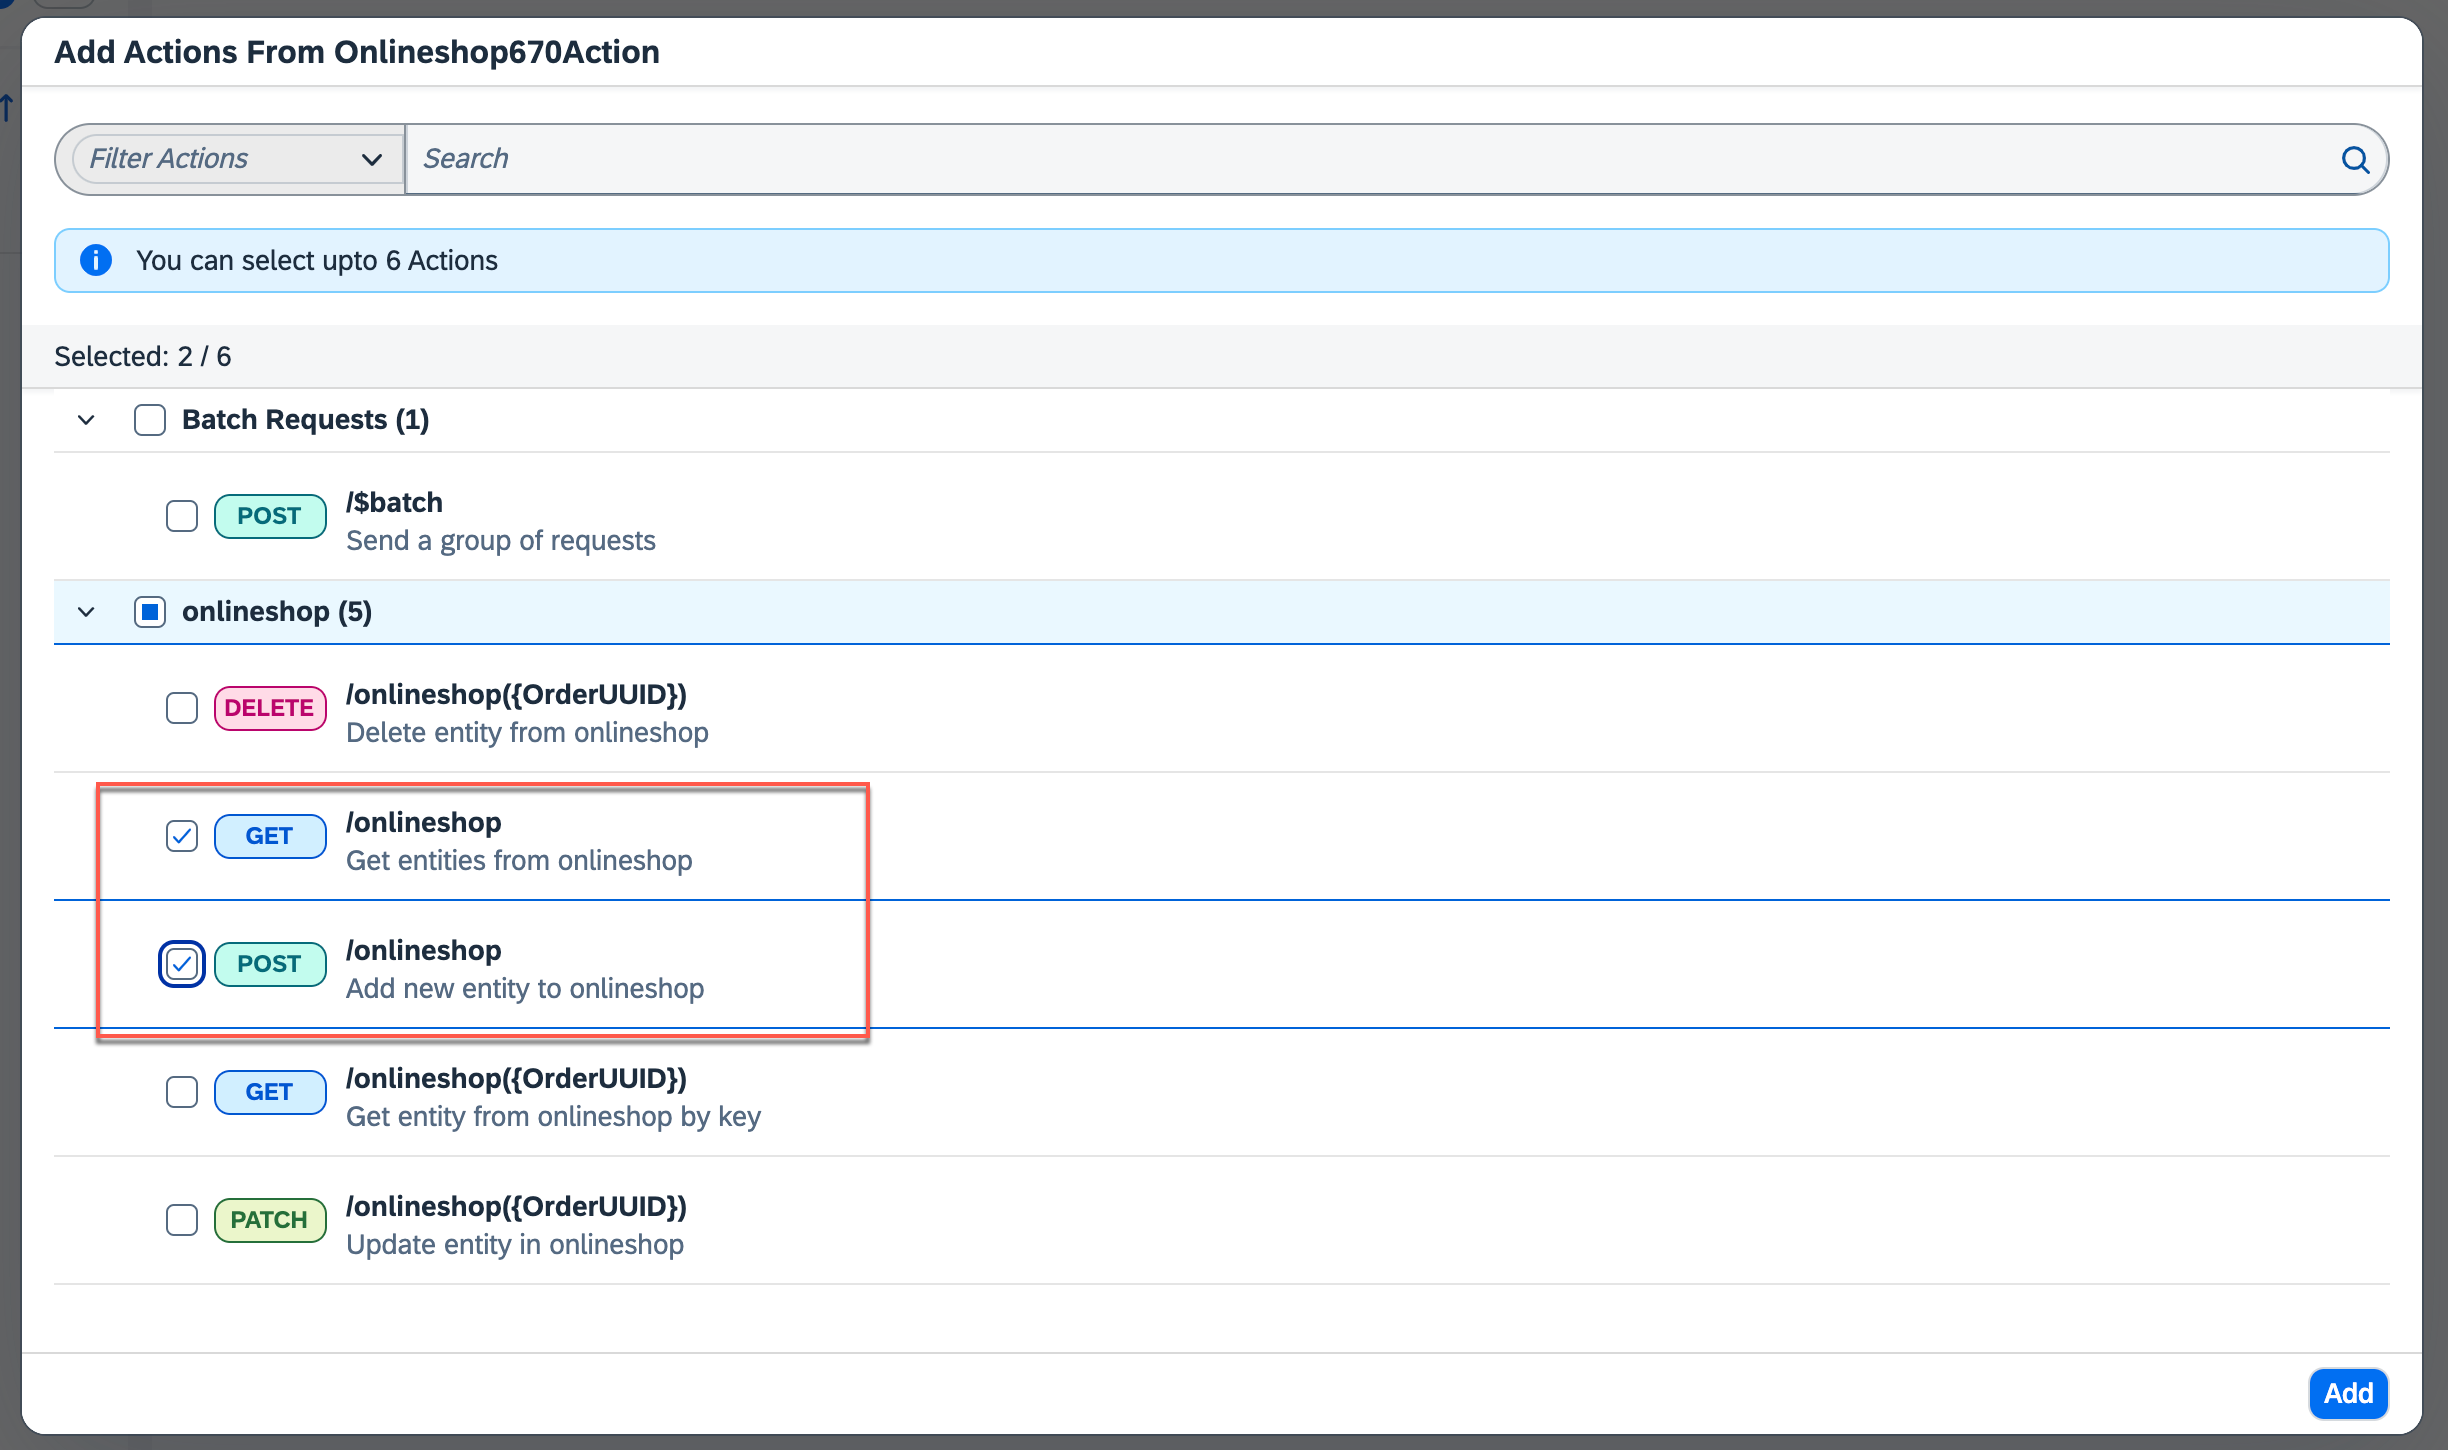 Add Actions From Onlineshop670Action
Filter Actions Search
You can select upto 6 Actions
Selected: 2 / 6
Batch Requests (1)
POST /$batch
Send a group of requests
onlineshop (5)
DELETE /onlineshop({OrderUUID})
Delete entity from onlineshop
GET /onlineshop
Get entities from onlineshop
POST /onlineshop
Add new entity to onlineshop
GET /onlineshop({OrderUUID})
Get entity from onlineshop by key
PATCH /onlineshop({OrderUUID})
Update entity in onlineshop
Add